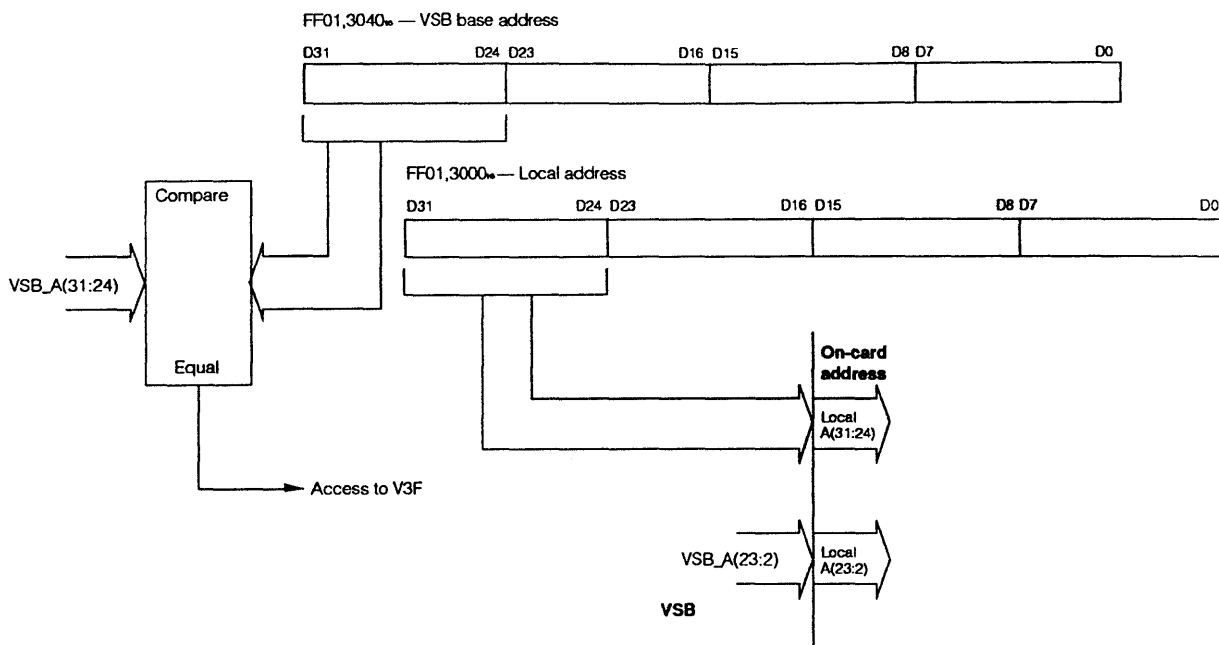 FF01,3040₁₆ — VSB base address
D31 D24 D23 D16 D15 D8 D7 D0
FF01,3000₁₆ — Local address
D31 D24 D23 D16 D15 D8 D7 D0
Compare
VSB_A(31:24)
Equal
On-card
address
Local
A(31:24)
Access to V3F
VSB_A(23:2)
Local
A(23:2)
VSB